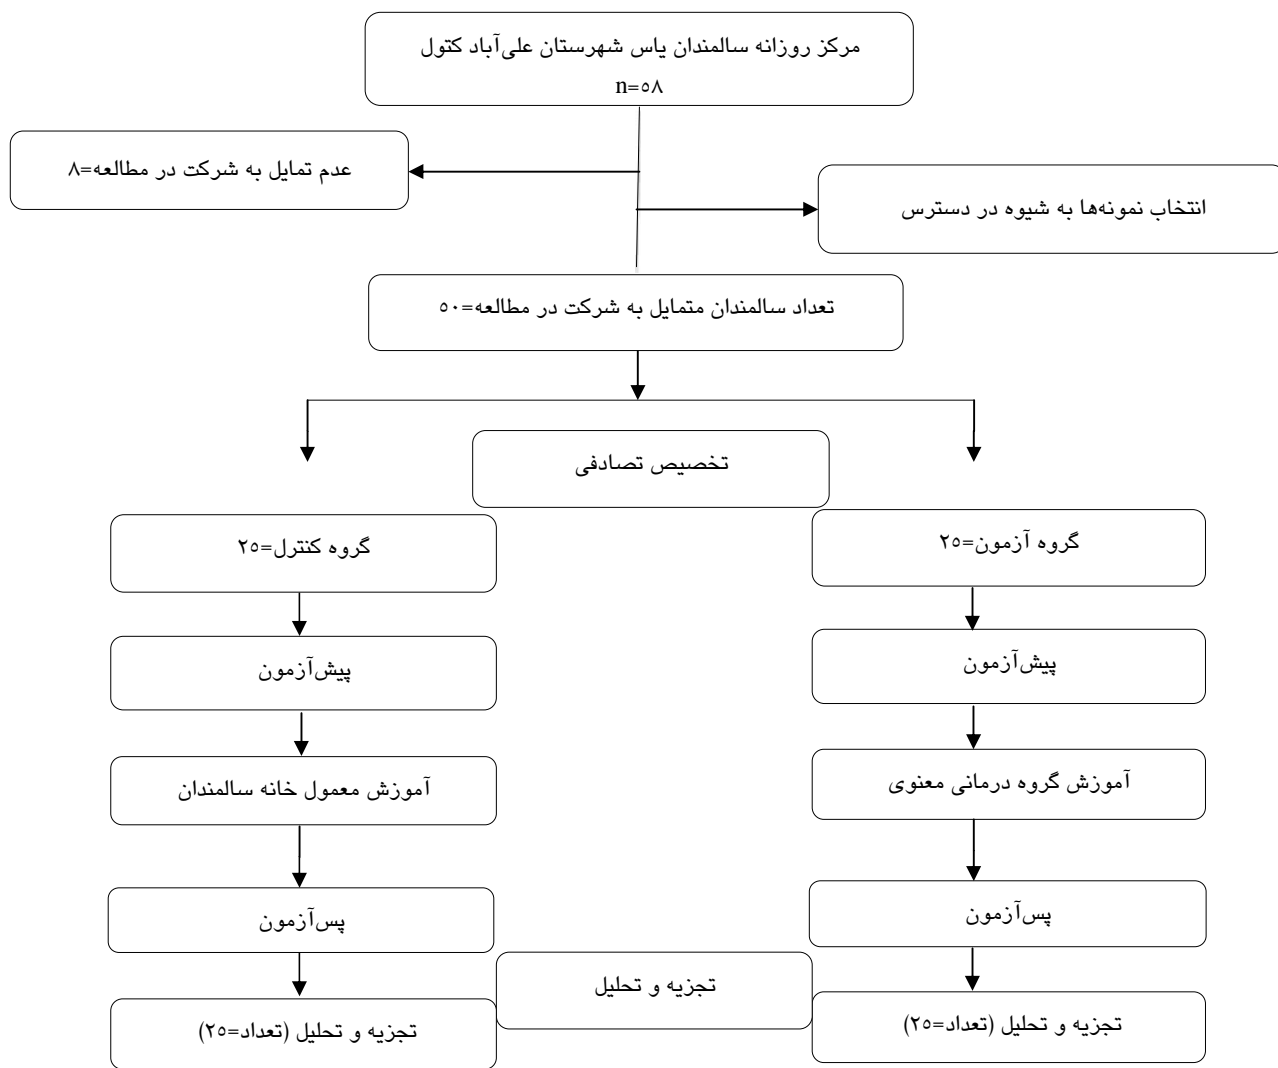 مرکز روزانه سالمندان یاس شهرستان علی‌آباد کتول
n=۵۸
عدم تمایل به شرکت در مطالعه=۸
انتخاب نمونه‌ها به شیوه در دسترس
تعداد سالمندان متمایل به شرکت در مطالعه=۵۰
تخصیص تصادفی
گروه آزمون=۲۵
گروه کنترل=۲۵
پیش‌آزمون
پیش‌آزمون
آموزش گروه درمانی معنوی
آموزش معمول خانه سالمندان
پس‌آزمون
پس‌آزمون
تجزیه و تحلیل
تجزیه و تحلیل (تعداد=۲۵)
تجزیه و تحلیل (تعداد=۲۵)